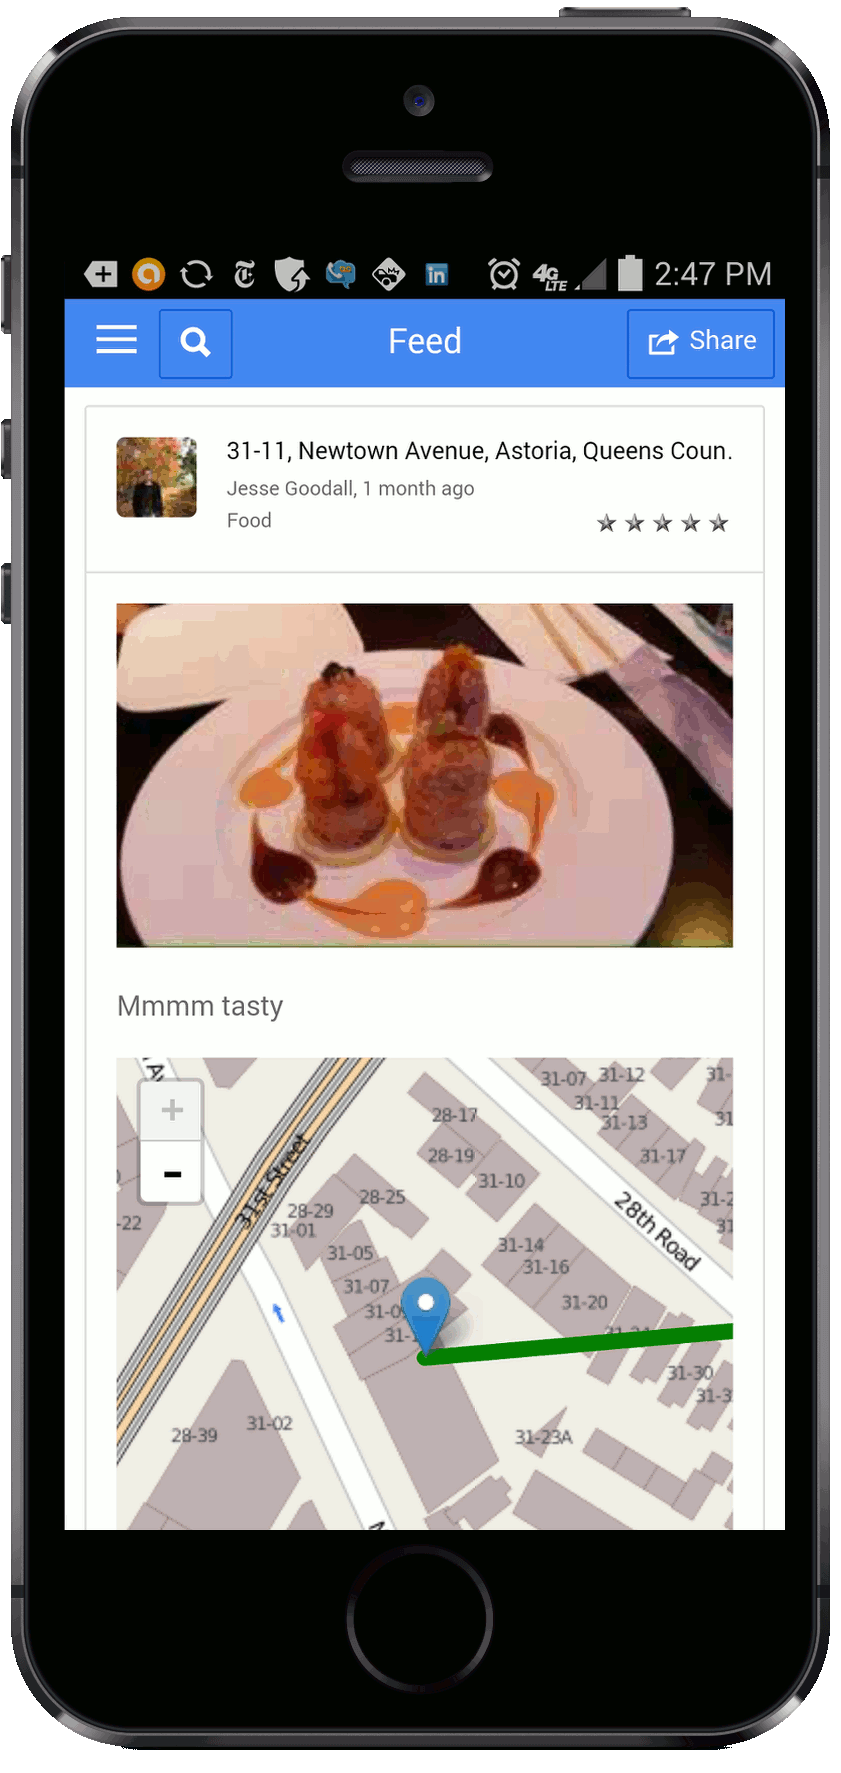 4G LTE 2:47 PM
in
Feed
Share
31-11, Newtown Avenue, Astoria, Queens Coun.
Jesse Goodall, 1 month ago
Food
Mmmm tasty
+
-
31st Street
28th Road
31-07
31-12
31-11
31-13
31-17
28-17
28-19
31-10
28-25
28-29
31-01
31-05
31-07
31-14
31-16
31-20
31-30
31-02
28-39
31-23A
-22